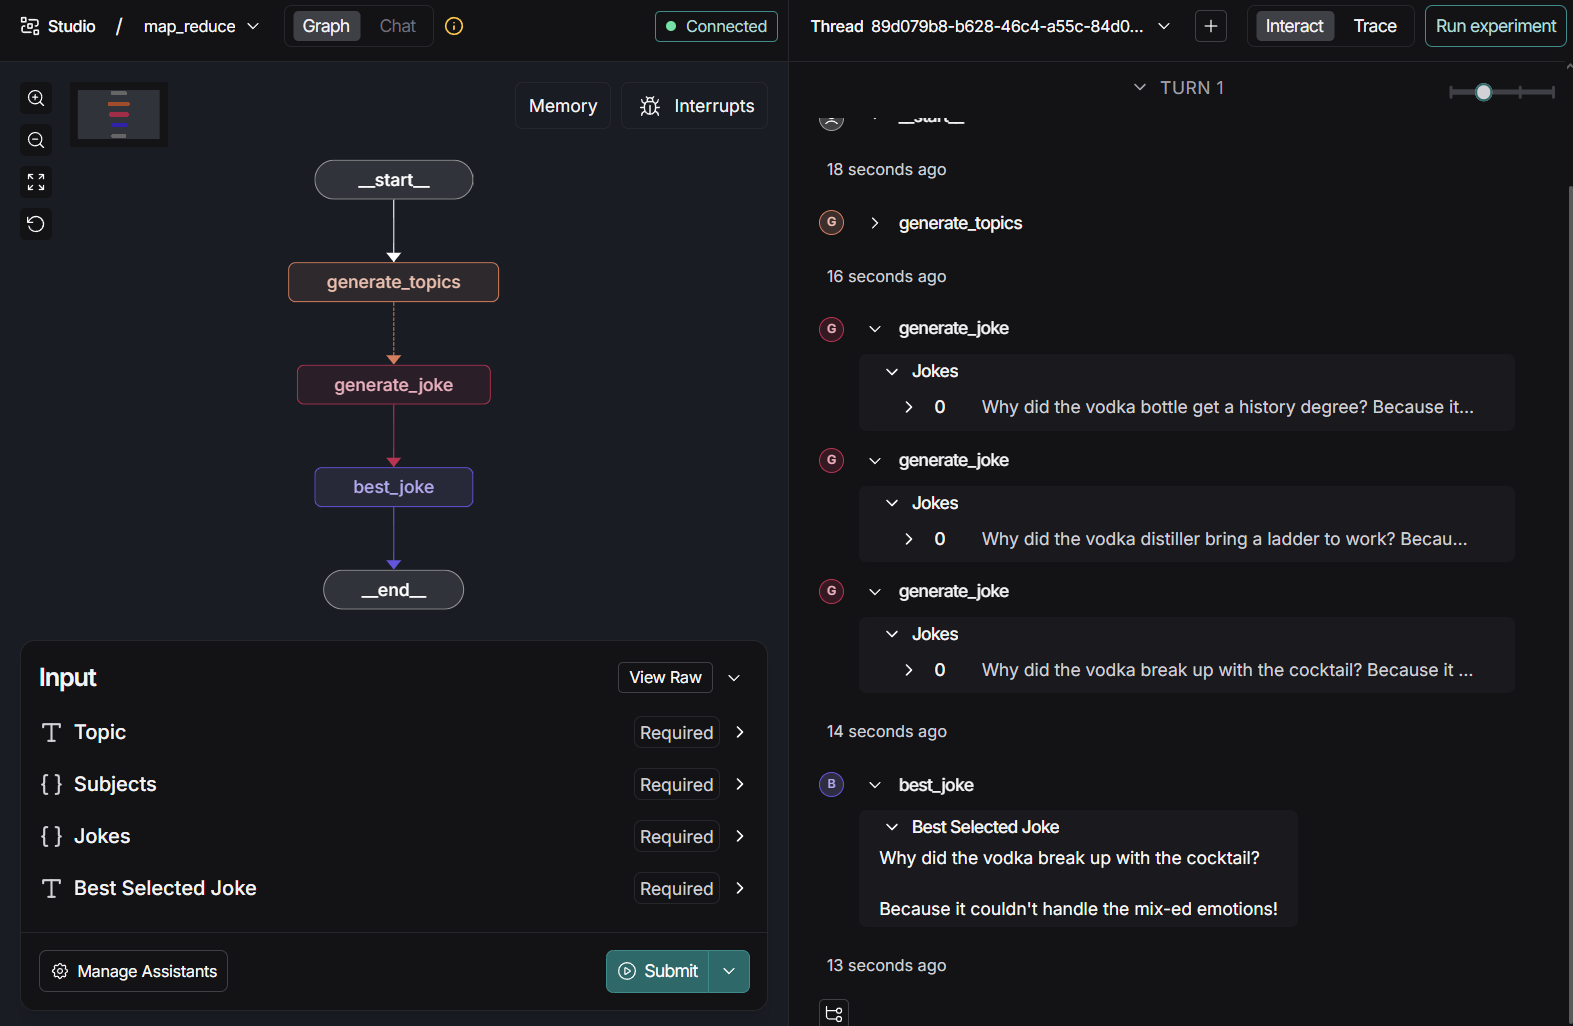 Studio / map_reduce
Graph Chat
Connected
Memory
Interrupts
__start__
generate_topics
generate_joke
best_joke
__end__
Input
View Raw
Topic Required
Subjects Required
Jokes Required
Best Selected Joke Required
Manage Assistants
Submit
Thread 89d079b8-b628-46c4-a55c-84d0...
Interact Trace
Run experiment
TURN 1
__start__
18 seconds ago
G generate_topics
16 seconds ago
G generate_joke
Jokes
0 Why did the vodka bottle get a history degree? Because it...
G generate_joke
Jokes
0 Why did the vodka distiller bring a ladder to work? Becau...
G generate_joke
Jokes
0 Why did the vodka break up with the cocktail? Because it ...
14 seconds ago
B best_joke
Best Selected Joke
Why did the vodka break up with the cocktail?
Because it couldn't handle the mix-ed emotions!
13 seconds ago